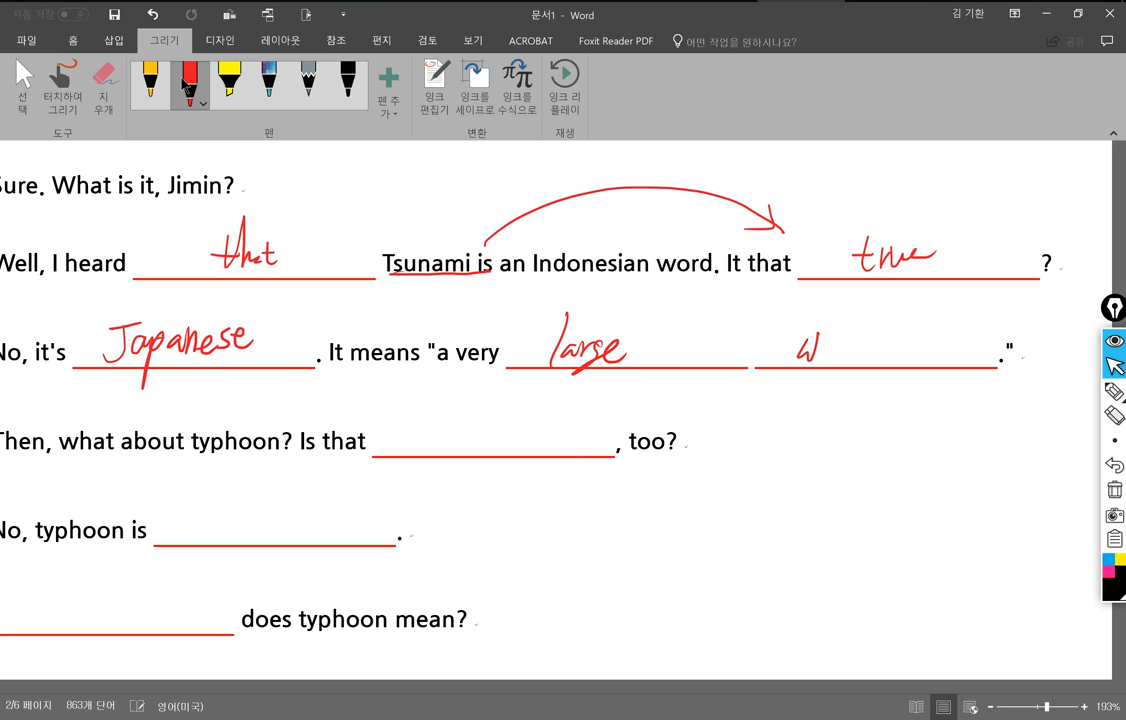 자동 저장
문서1 - Word
김 기환
파일 홈 삽입 그리기 디자인 레이아웃 참조 편지 검토 보기 ACROBAT Foxit Reader PDF 어떤 작업을 원하시나요? 공유
선택
터치하여 그리기
지우개
펜 추가
잉크 편집기
잉크를 셰이프로
잉크를 수식으로
잉크 리플레이
도구 펜 변환 재생
Sure. What is it, Jimin?
Well, I heard that Tsunami is an Indonesian word. It that true ?
No, it's Japanese . It means "a very large w ."
Then, what about typhoon? Is that , too?
No, typhoon is .
does typhoon mean?
2/6 페이지 863개 단어 영어(미국) 193%